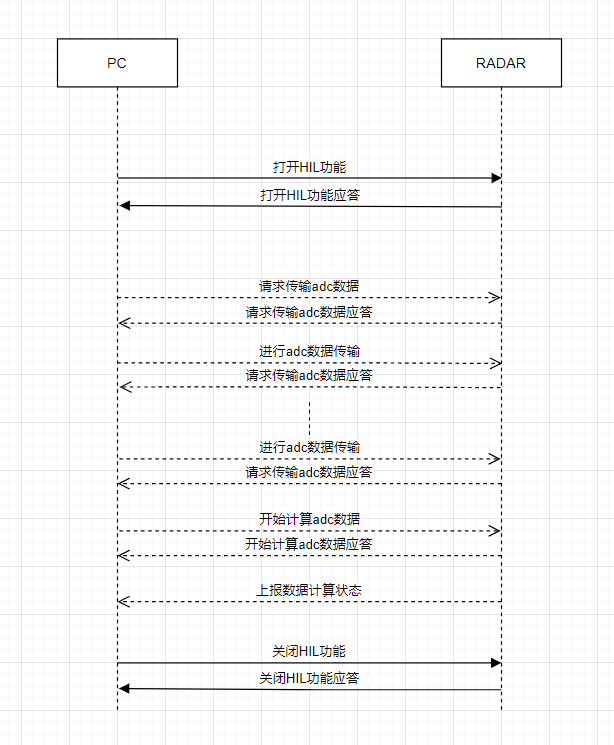 PC
RADAR
打开HIL功能
打开HIL功能应答
请求传输adc数据
请求传输adc数据应答
进行adc数据传输
请求传输adc数据应答
进行adc数据传输
请求传输adc数据应答
开始计算adc数据
开始计算adc数据应答
上报数据计算状态
关闭HIL功能
关闭HIL功能应答